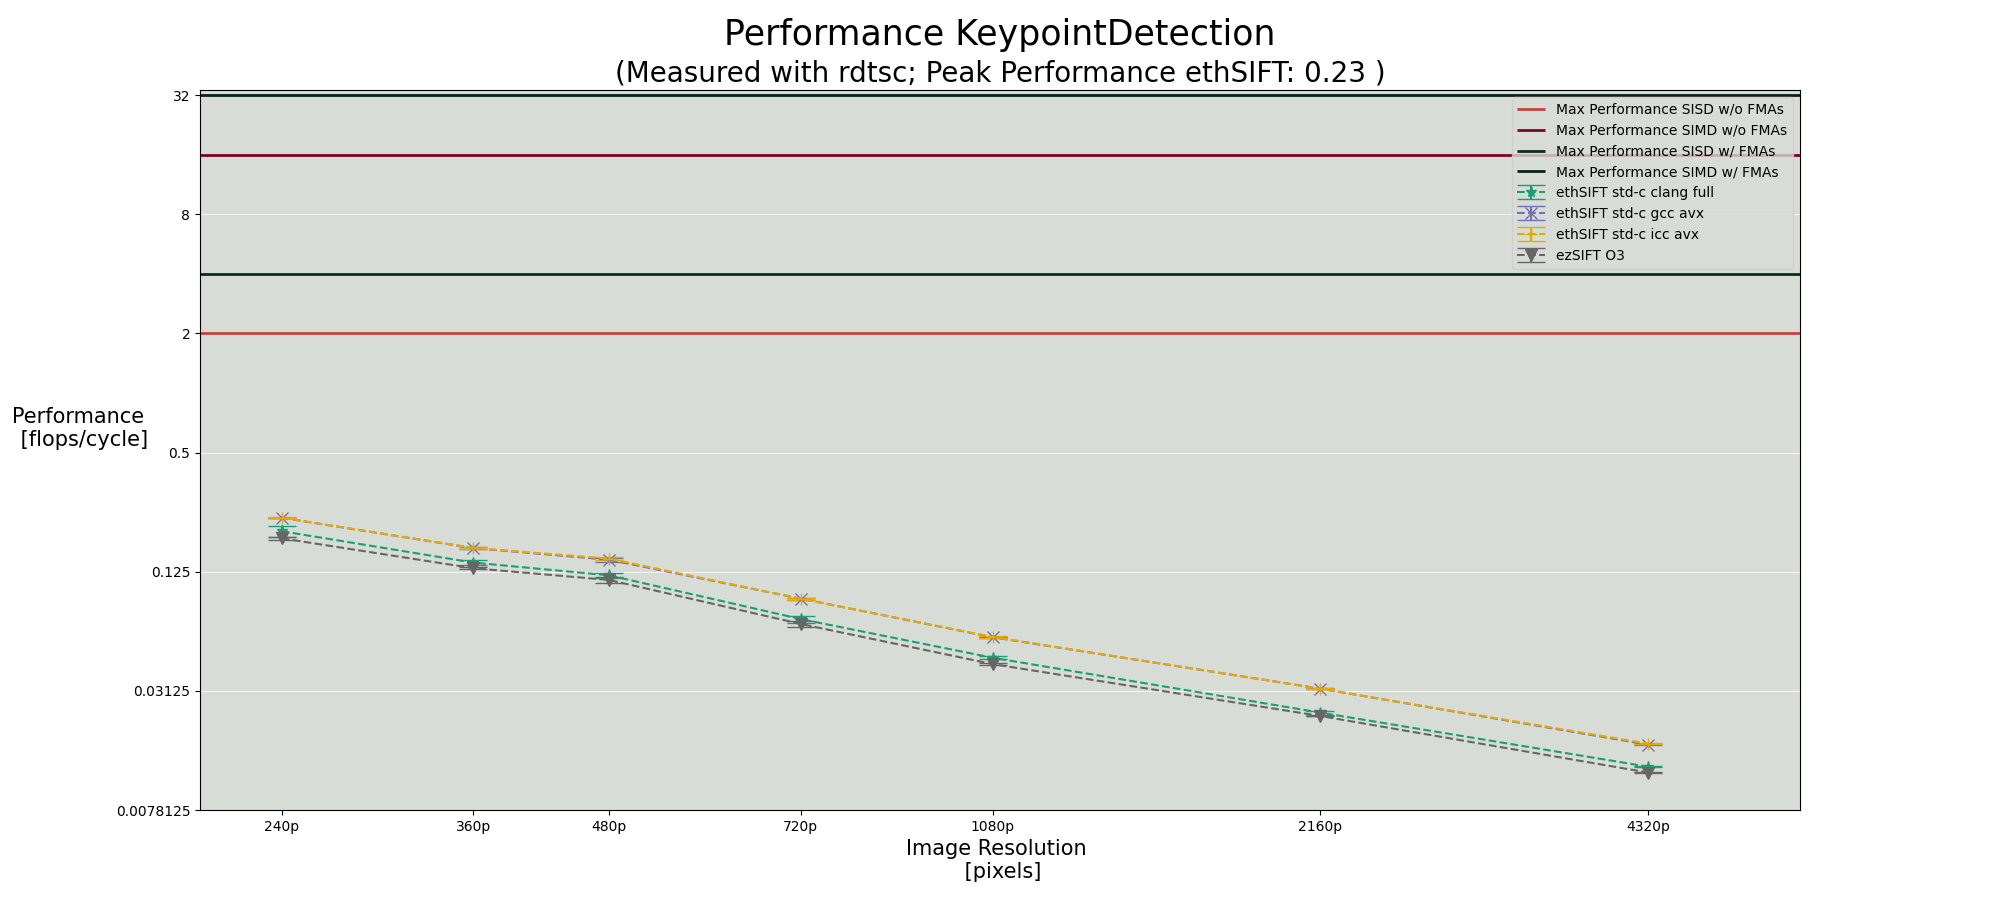 Performance KeypointDetection
(Measured with rdtsc; Peak Performance ethSIFT: 0.23 )
32
8
2
0.5
0.125
0.03125
0.0078125
Performance
[flops/cycle]
Max Performance SISD w/o FMAs
Max Performance SIMD w/o FMAs
Max Performance SISD w/ FMAs
Max Performance SIMD w/ FMAs
ethSIFT std-c clang full
ethSIFT std-c gcc avx
ethSIFT std-c icc avx
ezSIFT O3
240p 360p 480p 720p 1080p 2160p 4320p
Image Resolution
[pixels]